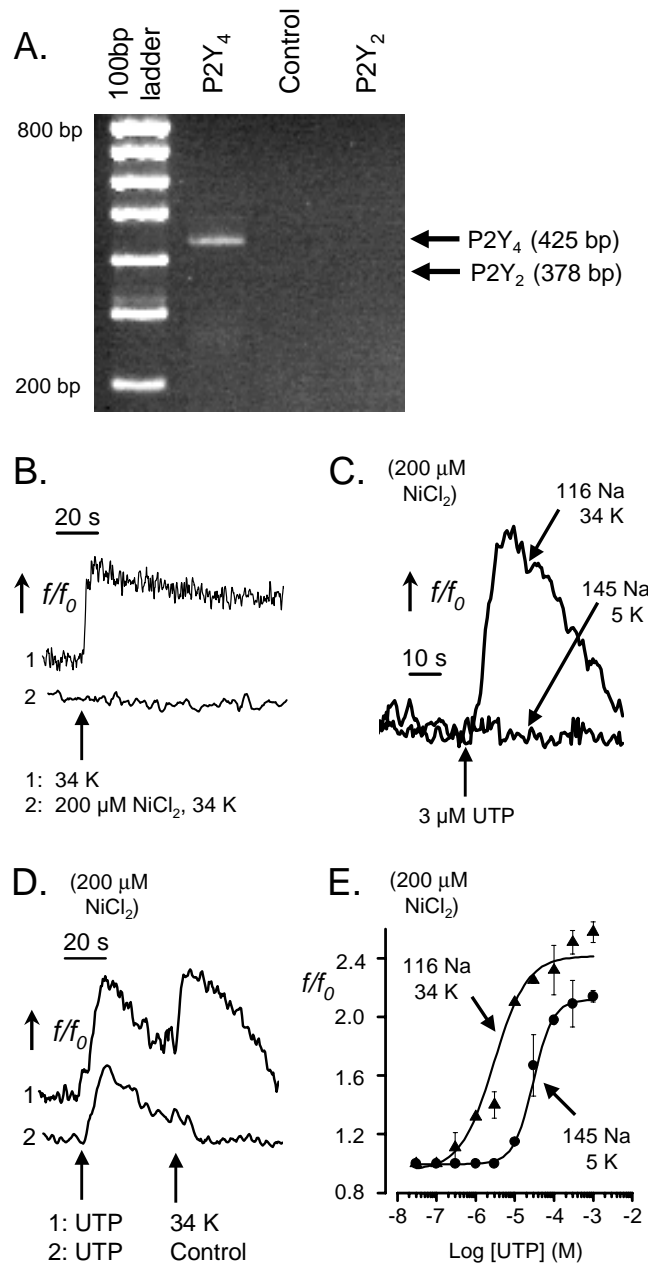 A.
100bp
ladder
P2Y4
Control
P2Y2
800 bp
200 bp
P2Y4 (425 bp)
P2Y2 (378 bp)
B.
20 s
f/f0
1
2
1: 34 K
2: 200 µM NiCl2, 34 K
C.
(200 µM
NiCl2)
116 Na
34 K
f/f0
145 Na
5 K
10 s
3 µM UTP
D.
(200 µM
NiCl2)
20 s
f/f0
1
2
1: UTP 34 K
2: UTP Control
E.
(200 µM
NiCl2)
f/f0
2.4
2.0
1.6
1.2
0.8
116 Na
34 K
145 Na
5 K
-8 -7 -6 -5 -4 -3 -2
Log [UTP] (M)